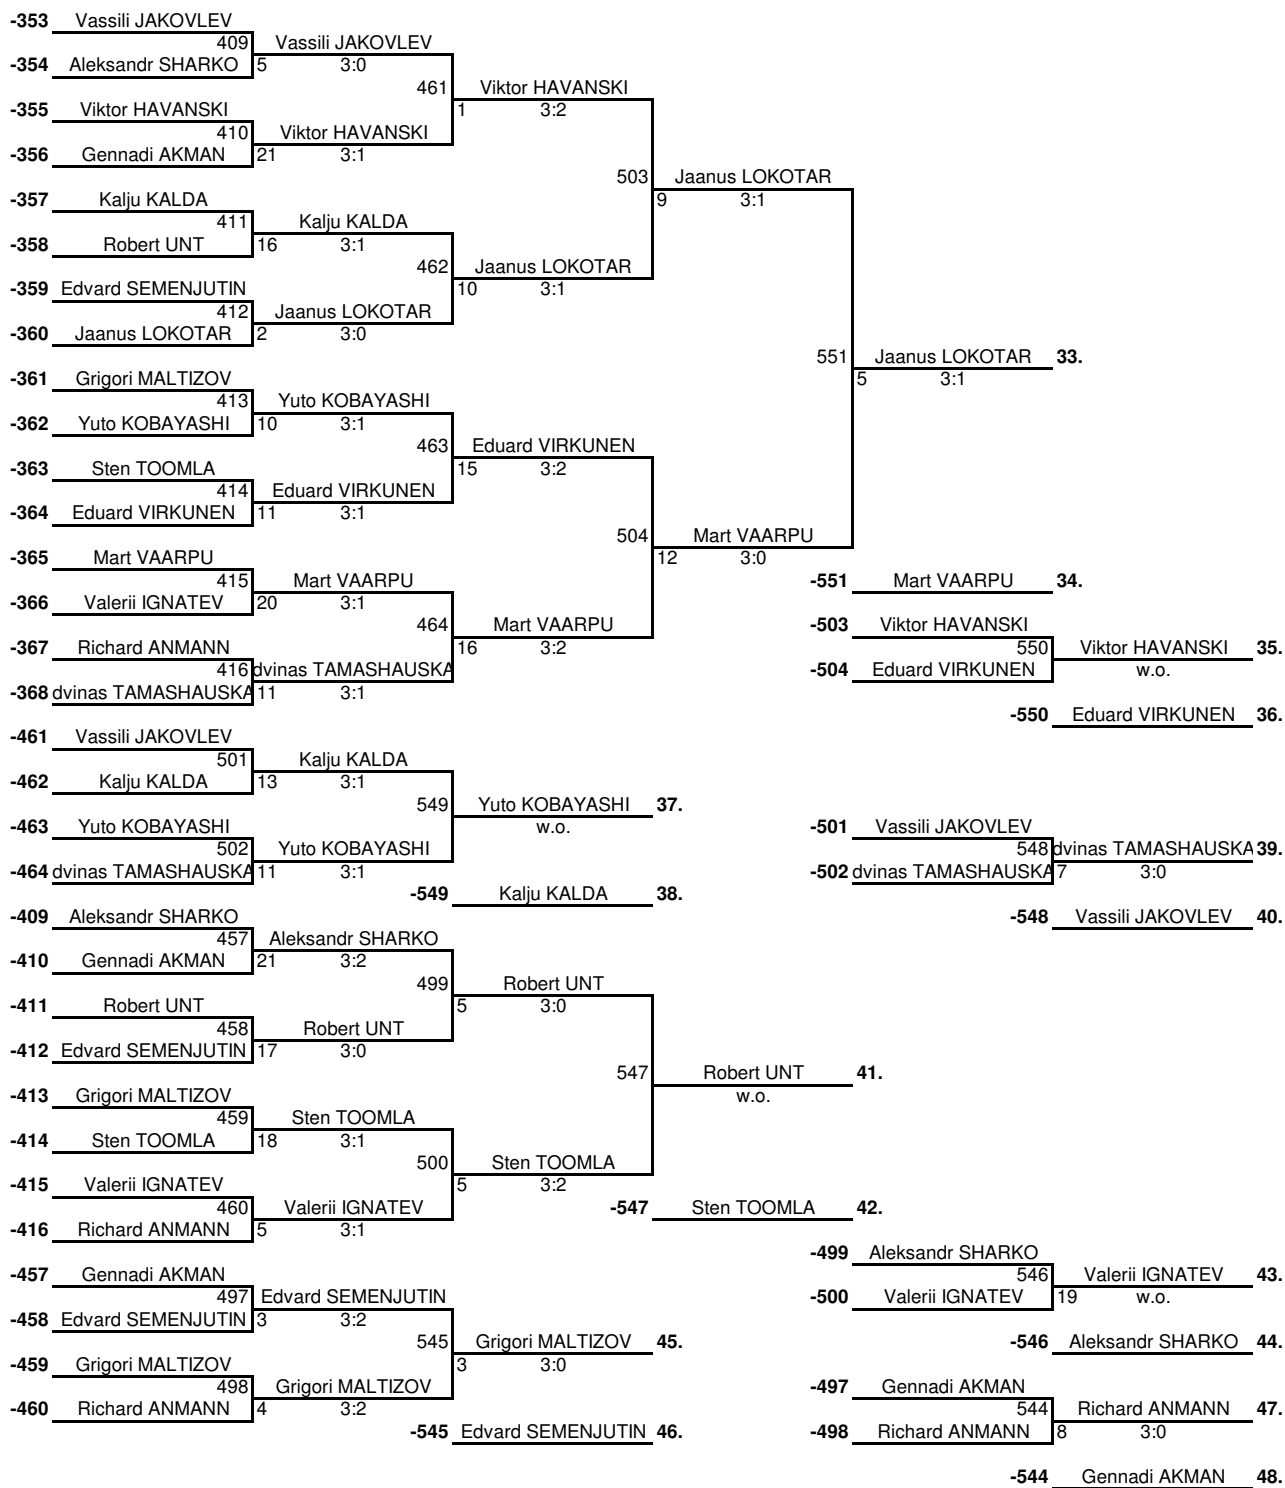 -353 Vassili JAKOVLEV
409 Vassili JAKOVLEV
-354 Aleksandr SHARKO 5 3:0
461 Viktor HAVANSKI
-355 Viktor HAVANSKI 1 3:2
410 Viktor HAVANSKI
-356 Gennadi AKMAN 21 3:1
503 Jaanus LOKOTAR
-357 Kalju KALDA 9 3:1
411 Kalju KALDA
-358 Robert UNT 16 3:1
462 Jaanus LOKOTAR
-359 Edvard SEMENJUTIN 10 3:1
412 Jaanus LOKOTAR
-360 Jaanus LOKOTAR 2 3:0
551 Jaanus LOKOTAR 33.
-361 Grigori MALTIZOV 5 3:1
413 Yuto KOBAYASHI
-362 Yuto KOBAYASHI 10 3:1
463 Eduard VIRKUNEN
-363 Sten TOOMLA 15 3:2
414 Eduard VIRKUNEN
-364 Eduard VIRKUNEN 11 3:1
504 Mart VAARPU
-365 Mart VAARPU 12 3:0
415 Mart VAARPU -551 Mart VAARPU 34.
-366 Valerii IGNATEV 20 3:1
464 Mart VAARPU -503 Viktor HAVANSKI
-367 Richard ANMANN 16 3:2 550 Viktor HAVANSKI 35.
416 dvinas TAMASHAUSKA -504 Eduard VIRKUNEN w.o.
-368 dvinas TAMASHAUSKA 11 3:1
-550 Eduard VIRKUNEN 36.
-461 Vassili JAKOVLEV
501 Kalju KALDA
-462 Kalju KALDA 13 3:1
549 Yuto KOBAYASHI 37.
-463 Yuto KOBAYASHI w.o. -501 Vassili JAKOVLEV
502 Yuto KOBAYASHI 548 dvinas TAMASHAUSKA 39.
-464 dvinas TAMASHAUSKA 11 3:1 -502 dvinas TAMASHAUSKA 7 3:0
-549 Kalju KALDA 38.
-409 Aleksandr SHARKO -548 Vassili JAKOVLEV 40.
457 Aleksandr SHARKO
-410 Gennadi AKMAN 21 3:2
499 Robert UNT
-411 Robert UNT 5 3:0
458 Robert UNT
-412 Edvard SEMENJUTIN 17 3:0
547 Robert UNT 41.
-413 Grigori MALTIZOV w.o.
459 Sten TOOMLA
-414 Sten TOOMLA 18 3:1
500 Sten TOOMLA
-415 Valerii IGNATEV 5 3:2
460 Valerii IGNATEV -547 Sten TOOMLA 42.
-416 Richard ANMANN 5 3:1
-499 Aleksandr SHARKO
-457 Gennadi AKMAN 546 Valerii IGNATEV 43.
497 Edvard SEMENJUTIN -500 Valerii IGNATEV 19 w.o.
-458 Edvard SEMENJUTIN 3 3:2
545 Grigori MALTIZOV 45. -546 Aleksandr SHARKO 44.
-459 Grigori MALTIZOV 3 3:0
498 Grigori MALTIZOV -497 Gennadi AKMAN
-460 Richard ANMANN 4 3:2 544 Richard ANMANN 47.
-545 Edvard SEMENJUTIN 46. -498 Richard ANMANN 8 3:0
-544 Gennadi AKMAN 48.